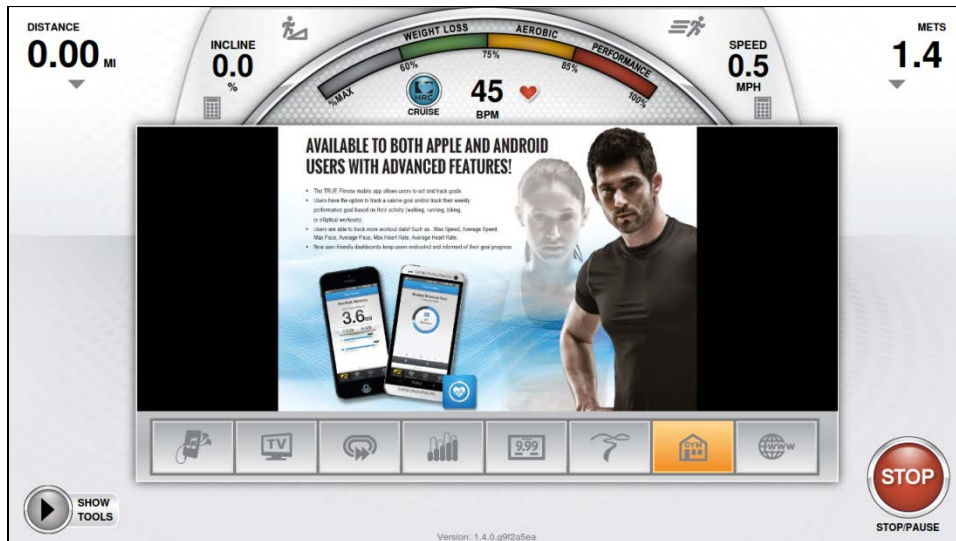 DISTANCE
0.00 MI
INCLINE
0.0
%
WEIGHT LOSS
AEROBIC
PERFORMANCE
%MAX
60%
75%
85%
100%
HRC
CRUISE
45
BPM
SPEED
0.5
MPH
METS
1.4
AVAILABLE TO BOTH APPLE AND ANDROID
USERS WITH ADVANCED FEATURES!
• The TRUE Fitness mobile app allows users to set and track goals
• Users have the option to track a calorie goal and/or track their weekly
performance goal based on their activity (walking, running, biking
or elliptical workouts).
• Users are able to track more workout data! Such as...Max Speed, Average Speed,
Max Pace, Average Pace, Max Heart Rate, Average Heart Rate.
• New user-friendly dashboards keep users motivated and informed of their goal progress
3.6mi
TV
9.99
GYM
WWW
SHOW
TOOLS
STOP
STOP/PAUSE
Version: 1.4.0.g9f2a5ea